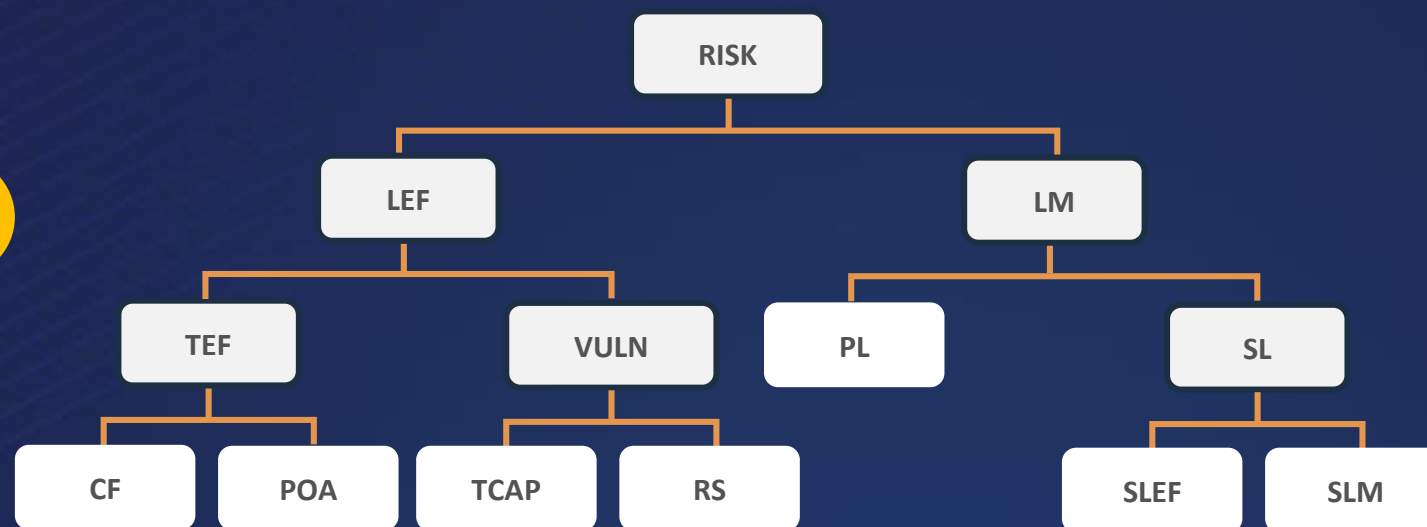 RISK
LEF
LM
TEF
VULN
PL
SL
CF
POA
TCAP
RS
SLEF
SLM